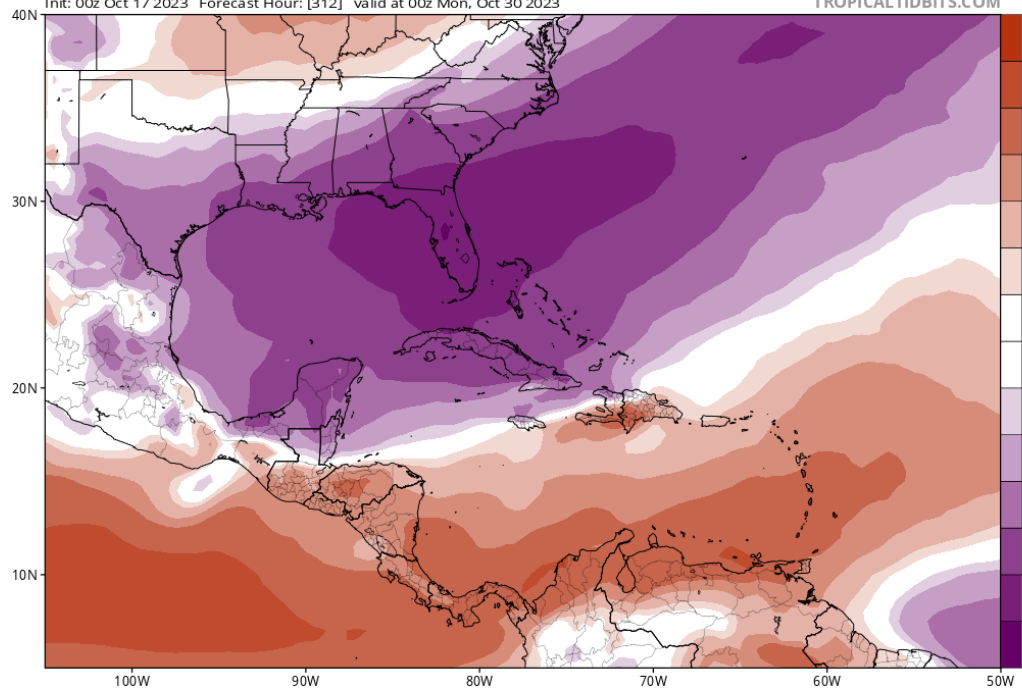 Init: 00z Oct 17 2023 Forecast Hour: [312] valid at 00z Mon, Oct 30 2023 TROPICALTIDBITS.COM
40N
30N
20N
10N
100W 90W 80W 70W 60W 50W